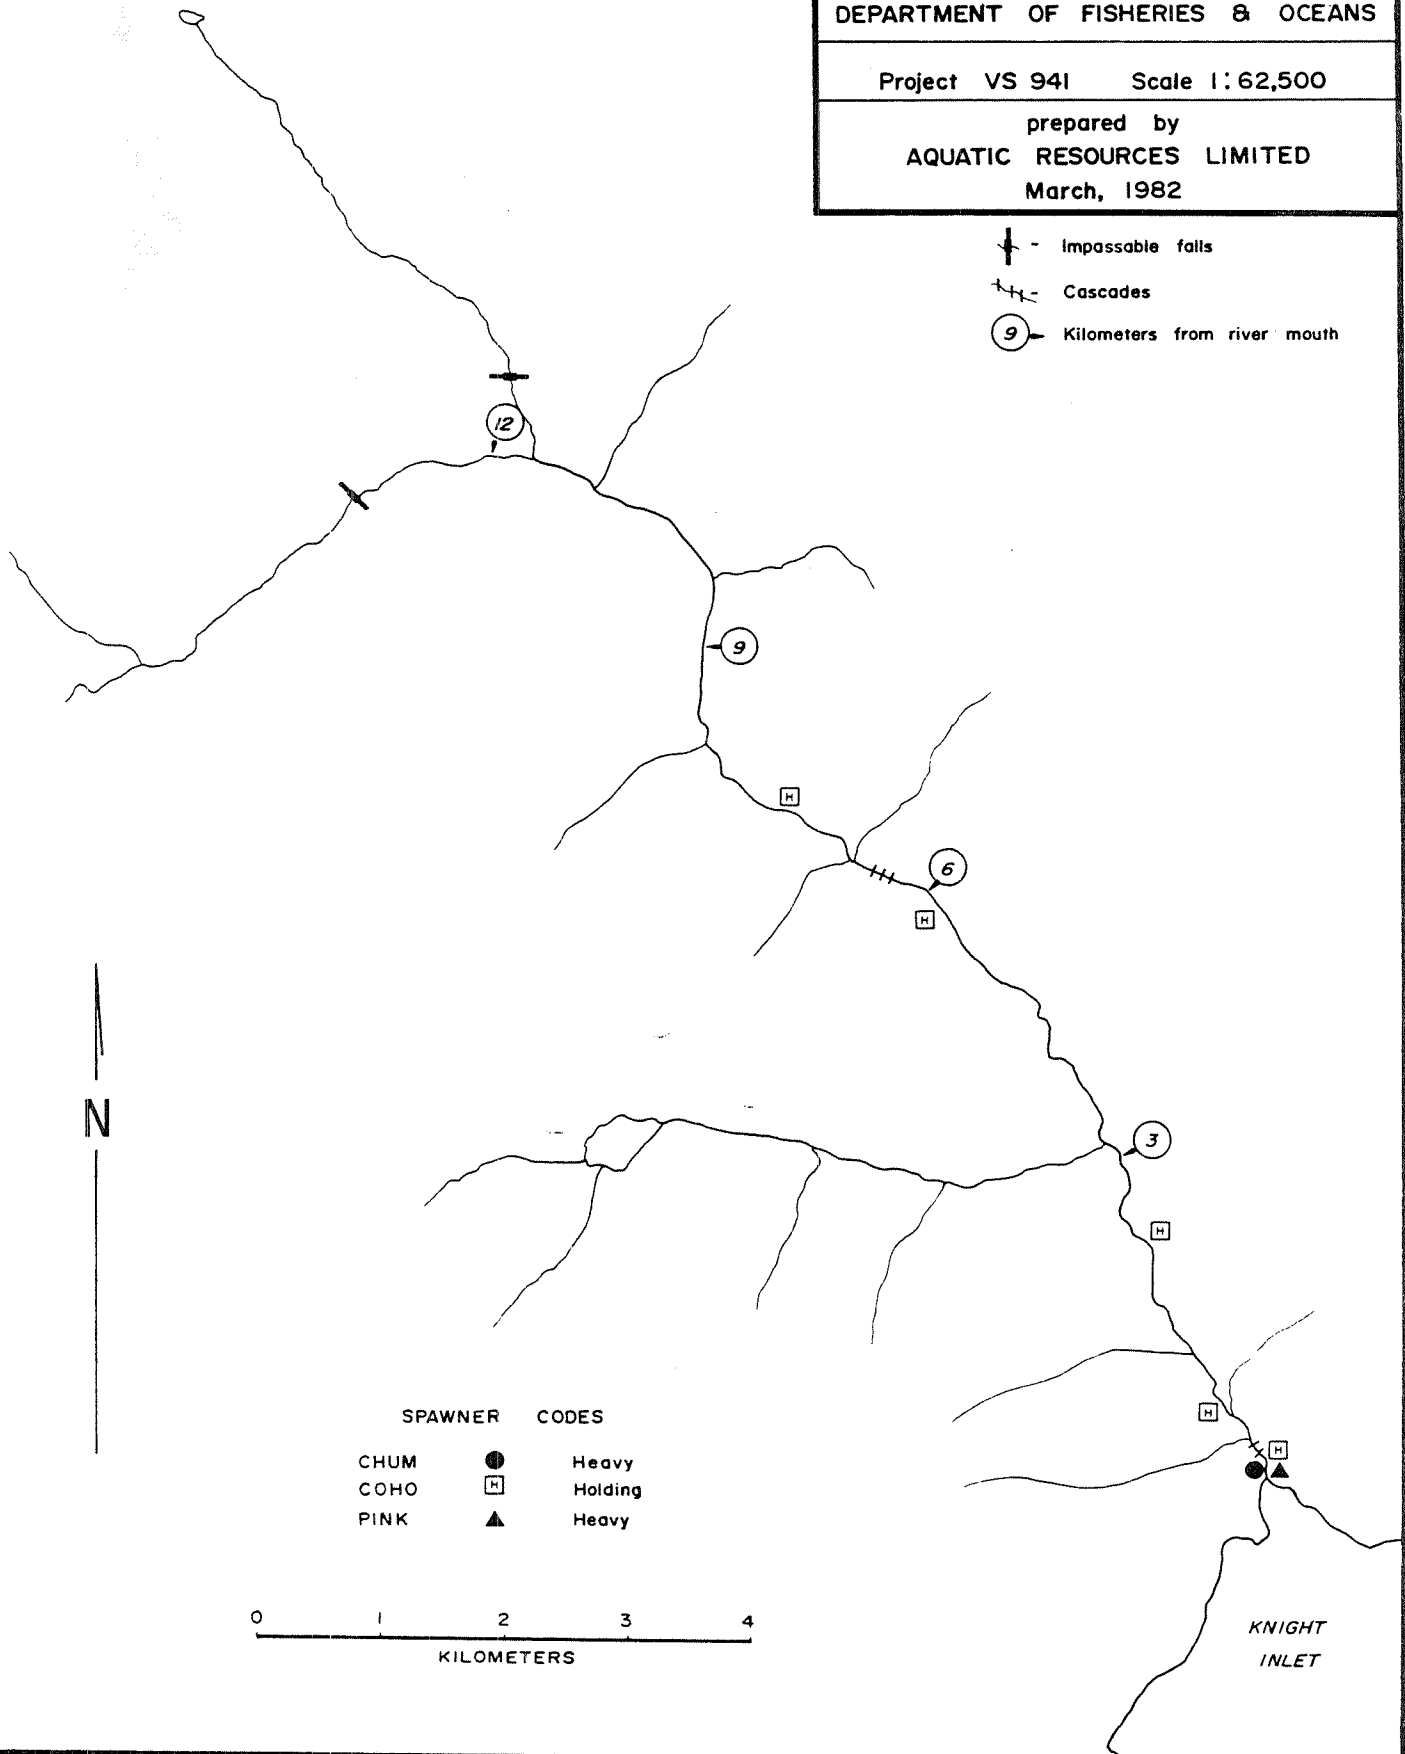 DEPARTMENT OF FISHERIES & OCEANS
Project VS 941 Scale 1:62,500
prepared by
AQUATIC RESOURCES LIMITED
March, 1982
- Impassable falls
- Cascades
9 Kilometers from river mouth
12
9
H
6
H
N
3
H
SPAWNER CODES
CHUM Heavy
COHO H Holding
PINK Heavy
H
H
0 1 2 3 4
KILOMETERS
KNIGHT
INLET